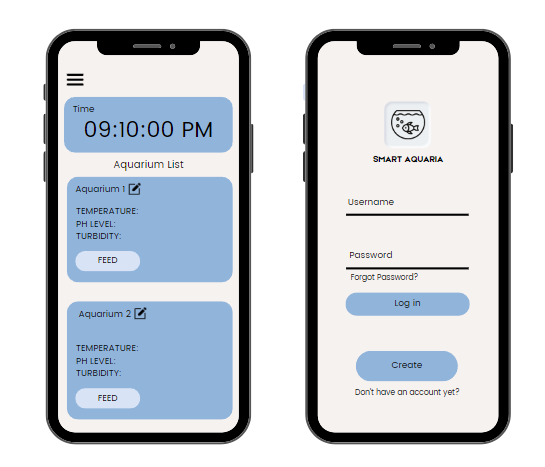 Time
09:10:00 PM
Aquarium List
Aquarium 1
TEMPERATURE:
PH LEVEL:
TURBIDITY:
FEED
Aquarium 2
TEMPERATURE:
PH LEVEL:
TURBIDITY:
FEED
SMART AQUARIA
Username
Password
Forgot Password?
Log in
Create
Don't have an account yet?